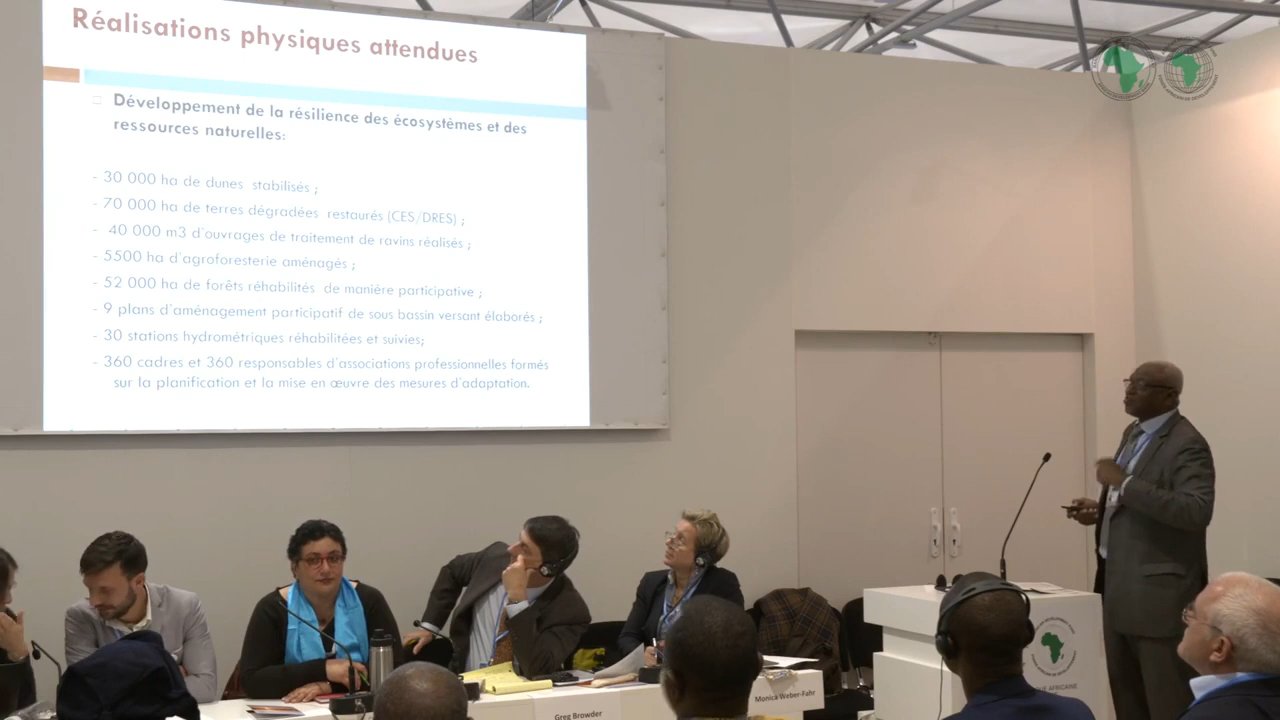 Réalisations physiques attendues
Développement de la résilience des écosystèmes et des
ressources naturelles:
- 30 000 ha de dunes stabilisés ;
- 70 000 ha de terres dégradées restaurés (CES/DRES) ;
- 40 000 m3 d'ouvrages de traitement de ravins réalisés ;
- 5500 ha d'agroforesterie aménagés ;
- 52 000 ha de forêts réhabilités de manière participative ;
- 9 plans d'aménagement participatif de sous bassin versant élaborés ;
- 30 stations hydrométriques réhabilitées et suivies;
- 360 cadres et 360 responsables d'associations professionnelles formés
sur la planification et la mise en œuvre des mesures d'adaptation.
Greg Browder
Monica Weber-Fahr
AFRICAINE